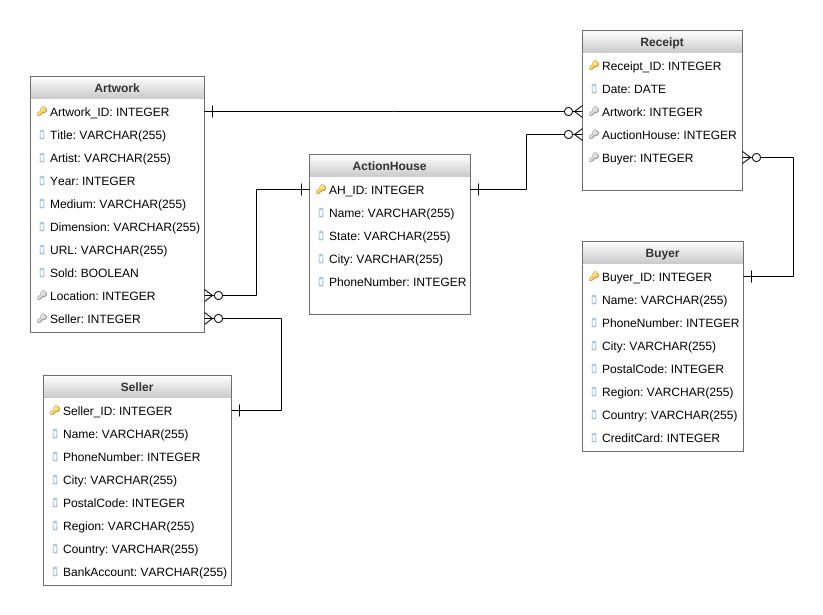 Artwork
Artwork_ID: INTEGER
Title: VARCHAR(255)
Artist: VARCHAR(255)
Year: INTEGER
Medium: VARCHAR(255)
Dimension: VARCHAR(255)
URL: VARCHAR(255)
Sold: BOOLEAN
Location: INTEGER
Seller: INTEGER
ActionHouse
AH_ID: INTEGER
Name: VARCHAR(255)
State: VARCHAR(255)
City: VARCHAR(255)
PhoneNumber: INTEGER
Receipt
Receipt_ID: INTEGER
Date: DATE
Artwork: INTEGER
AuctionHouse: INTEGER
Buyer: INTEGER
Buyer
Buyer_ID: INTEGER
Name: VARCHAR(255)
PhoneNumber: INTEGER
City: VARCHAR(255)
PostalCode: INTEGER
Region: VARCHAR(255)
Country: VARCHAR(255)
CreditCard: INTEGER
Seller
Seller_ID: INTEGER
Name: VARCHAR(255)
PhoneNumber: INTEGER
City: VARCHAR(255)
PostalCode: INTEGER
Region: VARCHAR(255)
Country: VARCHAR(255)
BankAccount: VARCHAR(255)